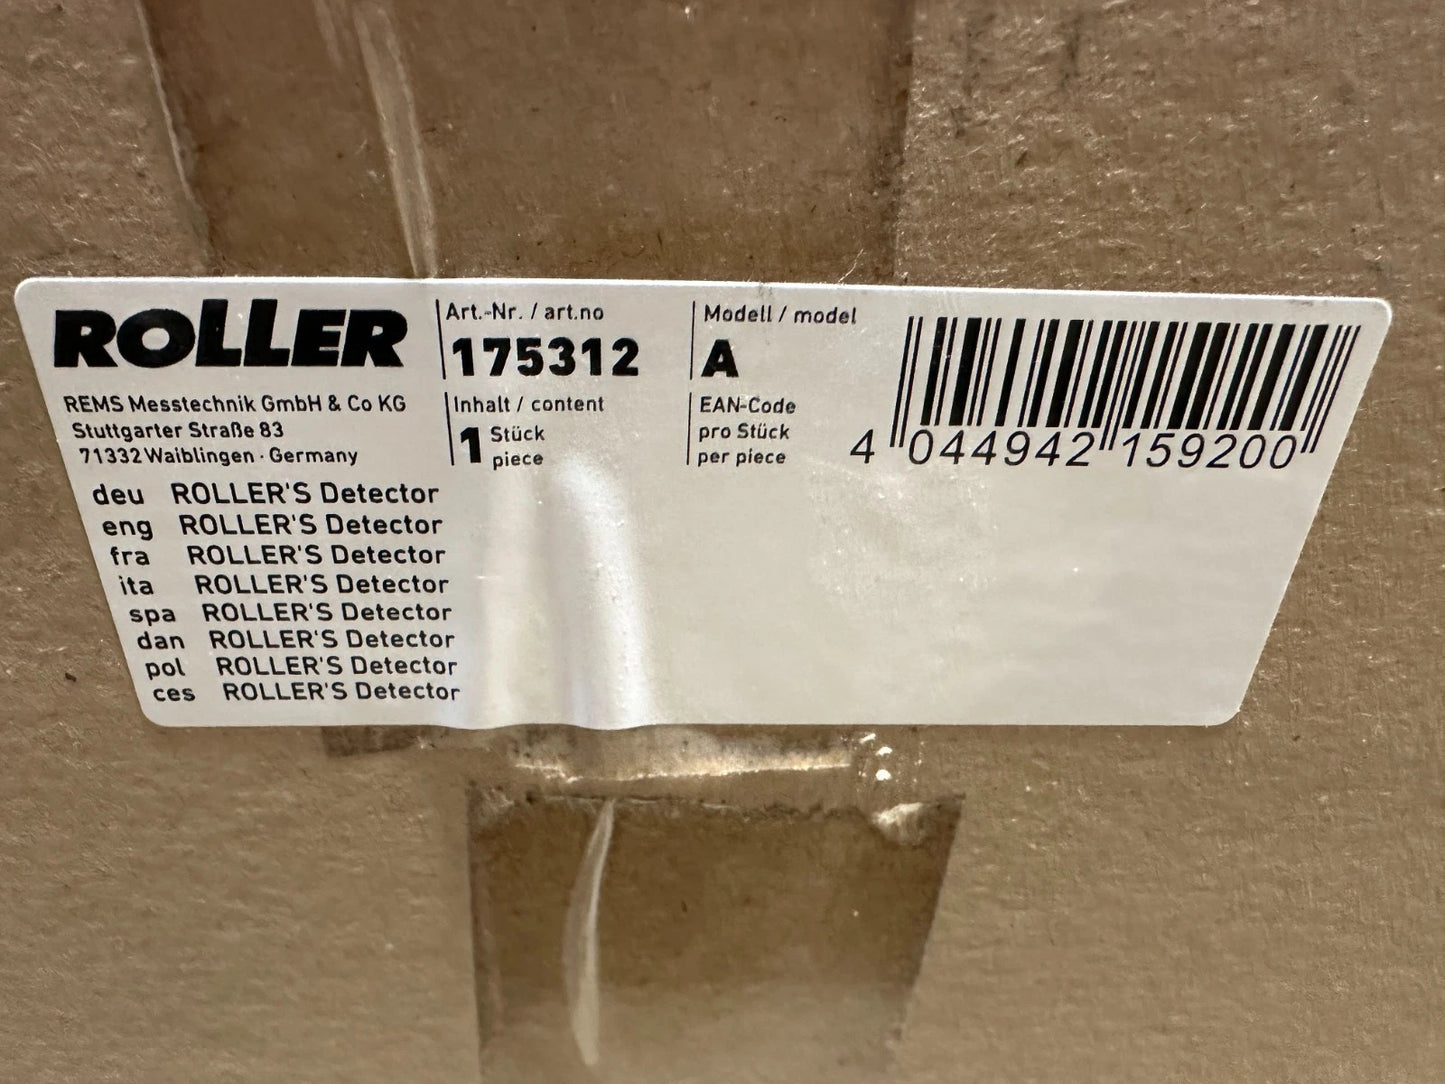 ROLLER
REMS Messtechnik GmbH & Co KG
Stuttgarter Straße 83
71332 Waiblingen · Germany
Art.-Nr. / art.no
175312
Modell / model
A
Inhalt / content
1 Stück
piece
EAN-Code
pro Stück
per piece
4 044942 159200
deu ROLLER'S Detector
eng ROLLER'S Detector
fra ROLLER'S Detector
ita ROLLER'S Detector
spa ROLLER'S Detector
dan ROLLER'S Detector
pol ROLLER'S Detector
ces ROLLER'S Detector